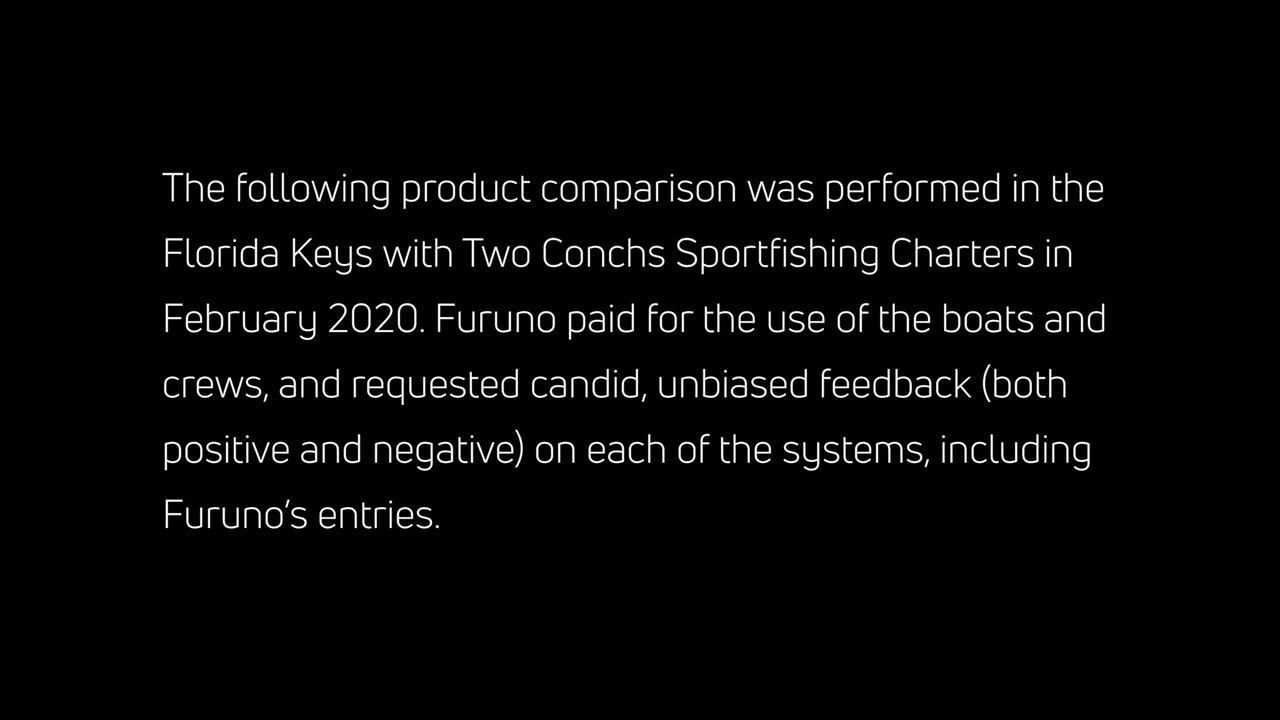 The following product comparison was performed in the
Florida Keys with Two Conchs Sportfishing Charters in
February 2020. Furuno paid for the use of the boats and
crews, and requested candid, unbiased feedback (both
positive and negative) on each of the systems, including
Furuno’s entries.